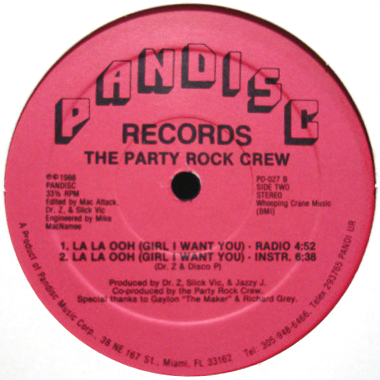 PANDISC
RECORDS
THE PARTY ROCK CREW
℗©1988
PANDISC
33⅓ RPM
Edited by Mac Attack,
Dr. Z, & Slick Vic
Engineered by Mike
MacNamee
PD-027 B
SIDE TWO
STEREO
Whooping Crane Music
(BMI)
1. LA LA OOH (GIRL I WANT YOU) - RADIO 4:52
2. LA LA OOH (GIRL I WANT YOU) - INSTR. 6:38
(Dr. Z & Disco P)
Produced by Dr. Z, Slick Vic, & Jazzy J.
Co-produced by the Party Rock Crew.
Special thanks to Gaylon "The Maker" & Richard Grey.
A Product of Pandisc Music Corp., 38 NE 167 St., Miami, FL 33162 · Tel: 305 948-6466, Telex 293765 PANDI UR